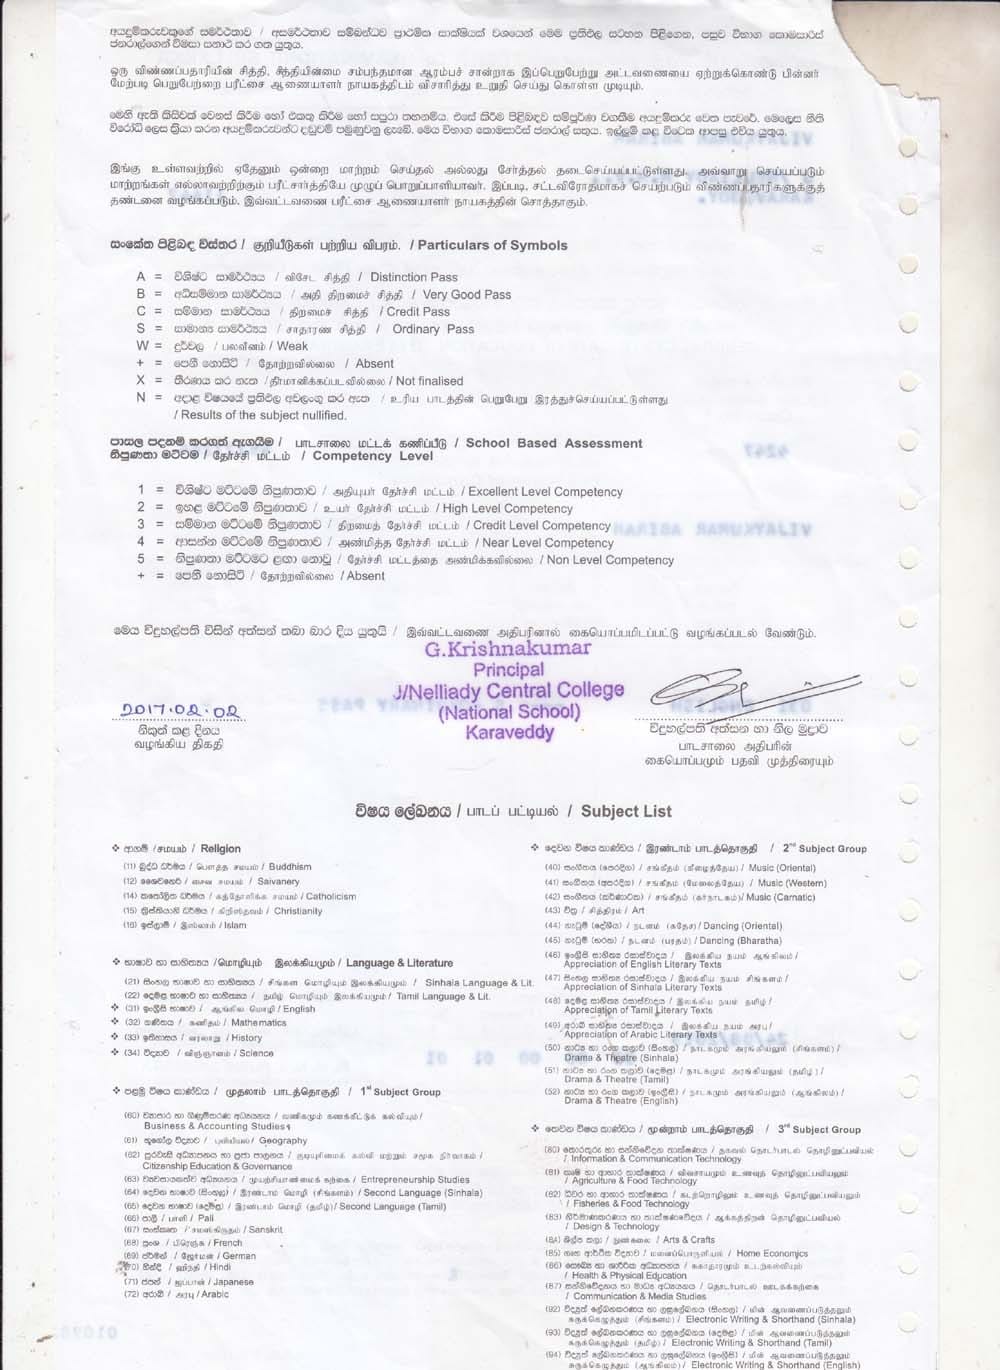 අයදුම්කරුවකුගේ සමර්ථතාව / අසමර්ථතාව සම්බන්ධව ප්‍රාථමික සාක්ෂියක් වශයෙන් මෙම ප්‍රතිඵල සටහන පිළිගෙන, පසුව විභාග කොමසාරිස්
ජනරාල්ගෙන් විමසා සනාථ කර ගත යුතුය.
ஒரு விண்ணப்பதாரியின் சித்தி, சித்தியின்மை சம்பந்தமான ஆரம்பச் சான்றாக இப்பெறுபேற்று அட்டவணையை ஏற்றுக்கொண்டு பின்னர்
மேற்படி பெறுபேற்றை பரீட்சை ஆணையாளர் நாயகத்திடம் விசாரித்து உறுதி செய்து கொள்ள முடியும்.
මෙහි ඇති කිසිවක් වෙනස් කිරීම හෝ එකතු කිරීම හෝ සපුරා තහනම්ය. එසේ කිරීම පිළිබඳව සම්පූර්ණ වගකීම අයදුම්කරු වෙත පැවරේ. මෙලෙස නීති
විරෝධී ලෙස ක්‍රියා කරන අයදුම්කරුවන්ට දඬුවම් පමුණුවනු ලැබේ. මෙය විභාග කොමසාරිස් ජනරාල් සතුය. ඉල්ලුම් කළ විටෙක ආපසු එවිය යුතුය.
இங்கு உள்ளவற்றில் ஏதேனும் ஒன்றை மாற்றம் செய்தல் அல்லது சேர்த்தல் தடைசெய்யப்பட்டுள்ளது. அவ்வாறு செய்யப்படும்
மாற்றங்கள் எல்லாவற்றிற்கும் பரீட்சார்த்தியே முழுப் பொறுப்பாளியாவர். இப்படி, சட்டவிரோதமாகச் செயற்படும் விண்ணப்பதாரிகளுக்குத்
தண்டனை வழங்கப்படும். இவ்வட்டவணை பரீட்சை ஆணையாளர் நாயகத்தின் சொத்தாகும்.
සංකේත පිළිබඳ විස්තර / குறியீடுகள் பற்றிய விபரம். / Particulars of Symbols
A = විශිෂ්ට සාමර්ථ්‍යය / விசேட சித்தி / Distinction Pass
B = අධිසම්මාන සාමර්ථ්‍යය / அதி திறமைச் சித்தி / Very Good Pass
C = සම්මාන සාමර්ථ්‍යය / திறமைச் சித்தி / Credit Pass
S = සාමාන්‍ය සාමර්ථ්‍යය / சாதாரண சித்தி / Ordinary Pass
W = දුර්වල / பலவீனம் / Weak
+ = පෙනී නොසිටි / தோற்றவில்லை / Absent
X = තීරණය කර නැත / தீர்மானிக்கப்படவில்லை / Not finalised
N = අදාළ විෂයයේ ප්‍රතිඵල අවලංගු කර ඇත / உரிய பாடத்தின் பெறுபேறு இரத்துச்செய்யப்பட்டுள்ளது
/ Results of the subject nullified.
පාසල පදනම් කරගත් ඇගයීම / பாடசாலை மட்டக் கணிப்பீடு / School Based Assessment
නිපුණතා මට්ටම / தேர்ச்சி மட்டம் / Competency Level
1 = විශිෂ්ට මට්ටමේ නිපුණතාව / அதியுயர் தேர்ச்சி மட்டம் / Excellent Level Competency
2 = ඉහළ මට්ටමේ නිපුණතාව / உயர் தேர்ச்சி மட்டம் / High Level Competency
3 = සම්මාන මට්ටමේ නිපුණතාව / திறமைத் தேர்ச்சி மட்டம் / Credit Level Competency
4 = ආසන්න මට්ටමේ නිපුණතාව / அண்மித்த தேர்ச்சி மட்டம் / Near Level Competency
5 = නිපුණතා මට්ටමට ළඟා නොවූ / தேர்ச்சி மட்டத்தை அண்மிக்கவில்லை / Non Level Competency
+ = පෙනී නොසිටි / தோற்றவில்லை / Absent
මෙය විදුහල්පති විසින් අත්සන් තබා භාර දිය යුතුයි / இவ்வட்டவணை அதிபரினால் கையொப்பமிடப்பட்டு வழங்கப்படல் வேண்டும்.
G.Krishnakumar
Principal
J/Nelliady Central College
(National School)
Karaveddy
2017.02.02
නිකුත් කළ දිනය
வழங்கிய திகதி
විදුහල්පති අත්සන හා නිල මුද්‍රාව
பாடசாலை அதிபரின்
கையொப்பமும் பதவி முத்திரையும்
විෂය ලේඛනය / பாடப் பட்டியல் / Subject List
❖ ආගම් / சமயம் / Religion
(11) බුද්ධ ධර්මය / பௌத்த சமயம் / Buddhism
(12) ශෛවනෙරි / சைவ சமயம் / Saivanery
(14) කතෝලික ධර්මය / கத்தோலிக்க சமயம் / Catholicism
(15) ක්‍රිස්තියානි ධර්මය / கிறிஸ்தவம் / Christianity
(16) ඉස්ලාම් / இஸ்லாம் / Islam
❖ භාෂාව හා සාහිත්‍යය / மொழியும் இலக்கியமும் / Language & Literature
(21) සිංහල භාෂාව හා සාහිත්‍යය / சிங்கள மொழியும் இலக்கியமும் / Sinhala Language & Lit.
(22) දෙමළ භාෂාව හා සාහිත්‍යය / தமிழ் மொழியும் இலக்கியமும் / Tamil Language & Lit.
❖ (31) ඉංග්‍රීසි භාෂාව / ஆங்கில மொழி / English
❖ (32) ගණිතය / கணிதம் / Mathematics
❖ (33) ඉතිහාසය / வரலாறு / History
❖ (34) විද්‍යාව / விஞ்ஞானம் / Science
❖ පළමු විෂය කාණ්ඩය / முதலாம் பாடத்தொகுதி / 1st Subject Group
(60) ව්‍යාපාර හා ගිණුම්කරණ අධ්‍යයනය / வணிகமும் கணக்கீட்டுக் கல்வியும் /
Business & Accounting Studies
(61) භූගෝල විද්‍යාව / புவியியல் / Geography
(62) පුරවැසි අධ්‍යාපනය හා ප්‍රජා පාලනය / குடியுரிமைக் கல்வி மற்றும் சமூக நிர்வாகம் /
Citizenship Education & Governance
(63) ව්‍යවසායකත්ව අධ්‍යයනය / முயற்சியாண்மைக் கற்கை / Entrepreneurship Studies
(64) දෙවන භාෂාව (සිංහල) / இரண்டாம் மொழி (சிங்களம்) / Second Language (Sinhala)
(65) දෙවන භාෂාව (දෙමළ) / இரண்டாம் மொழி (தமிழ்) / Second Language (Tamil)
(66) පාලි / பாளி / Pali
(67) සංස්කෘත / சமஸ்கிருதம் / Sanskrit
(68) ප්‍රංශ / பிரெஞ்சு / French
(69) ජර්මන් / ஜேர்மன் / German
(70) හින්දි / ஹிந்தி / Hindi
(71) ජපන් / ஜப்பான் / Japanese
(72) අරාබි / அரபு / Arabic
❖ දෙවන විෂය කාණ්ඩය / இரண்டாம் பாடத்தொகுதி / 2nd Subject Group
(40) සංගීතය (පෙරදිග) / சங்கீதம் (கீழைத்தேய) / Music (Oriental)
(41) සංගීතය (අපරදිග) / சங்கீதம் (மேலைத்தேய) / Music (Western)
(42) සංගීතය (කර්ණාටක) / சங்கீதம் (கர்நாடகம்) / Music (Carnatic)
(43) චිත්‍ර / சித்திரம் / Art
(44) නැටුම් (දේශීය) / நடனம் (சுதேச) / Dancing (Oriental)
(45) නැටුම් (භරත) / நடனம் (பரதம்) / Dancing (Bharatha)
(46) ඉංග්‍රීසි සාහිත්‍ය රසාස්වාදය / இலக்கிய நயம் ஆங்கிலம் /
Appreciation of English Literary Texts
(47) සිංහල සාහිත්‍ය රසාස්වාදය / இலக்கிய நயம் சிங்களம் /
Appreciation of Sinhala Literary Texts
(48) දෙමළ සාහිත්‍ය රසාස්වාදය / இலக்கிய நயம் தமிழ் /
Appreciation of Tamil Literary Texts
(49) අරාබි සාහිත්‍ය රසාස්වාදය / இலக்கிய நயம் அரபு /
Appreciation of Arabic Literary Texts
(50) නාට්‍ය හා රංග කලාව (සිංහල) / நாடகமும் அரங்கியலும் (சிங்களம்) /
Drama & Theatre (Sinhala)
(51) නාට්‍ය හා රංග කලාව (දෙමළ) / நாடகமும் அரங்கியலும் (தமிழ்) /
Drama & Theatre (Tamil)
(52) නාට්‍ය හා රංග කලාව (ඉංග්‍රීසි) / நாடகமும் அரங்கியலும் (ஆங்கிலம்) /
Drama & Theatre (English)
❖ තෙවන විෂය කාණ්ඩය / மூன்றாம் பாடத்தொகுதி / 3rd Subject Group
(80) තොරතුරු හා සන්නිවේදන තාක්ෂණය / தகவல் தொடர்பாடல் தொழினுட்பவியல்
/ Information & Communication Technology
(81) කෘෂි හා ආහාර තාක්ෂණය / விவசாயமும் உணவுத் தொழினுட்பவியலும்
/ Agriculture & Food Technology
(82) ධීවර හා ආහාර තාක්ෂණය / கடற்றொழிலும் உணவுத் தொழினுட்பவியலும்
/ Fisheries & Food Technology
(83) නිර්මාණකරණය හා තාක්ෂණවේදය / ஆக்கத்திறன் தொழினுட்பவியல்
/ Design & Technology
(84) ශිල්ප කලා / நுண்கலை / Arts & Crafts
(85) ගෘහ ආර්ථික විද්‍යාව / மனைப்பொருளியல் / Home Economics
(86) සෞඛ්‍ය හා ශාරීරික අධ්‍යාපනය / சுகாதாரமும் உடற்கல்வியும்
/ Health & Physical Education
(87) සන්නිවේදනය හා මාධ්‍ය අධ්‍යයනය / தொடர்பாடல் ஊடகக்கற்கை
/ Communication & Media Studies
(92) විද්‍යුත් ලේඛනකරණය හා ලඝුලේඛනය (සිංහල) / மின் ஆவணப்படுத்தலும்
சுருக்கெழுத்தும் (சிங்களம்) / Electronic Writing & Shorthand (Sinhala)
(93) විද්‍යුත් ලේඛනකරණය හා ලඝුලේඛනය (දෙමළ) / மின் ஆவணப்படுத்தலும்
சுருக்கெழுத்தும் (தமிழ்) / Electronic Writing & Shorthand (Tamil)
(94) විද්‍යුත් ලේඛනකරණය හා ලඝුලේඛනය (ඉංග්‍රීසි) / மின் ஆவணப்படுத்தலும்
சுருக்கெழுத்தும் (ஆங்கிலம்) / Electronic Writing & Shorthand (English)